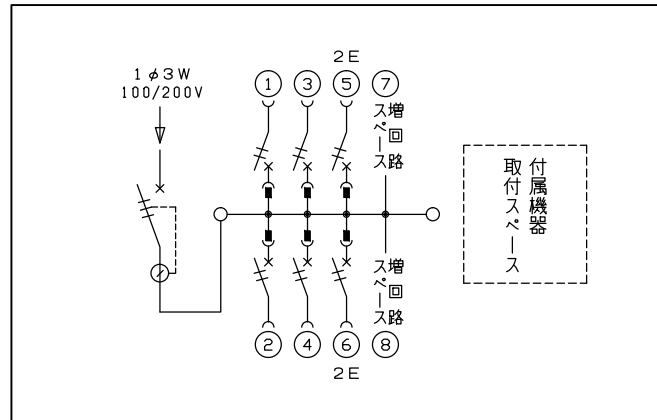 1φ3W
100/200V
2E
① ③ ⑤ ⑦
増回路
スペース
付属機器
取付スペース
増回路
スペース
② ④ ⑥ ⑧
2E